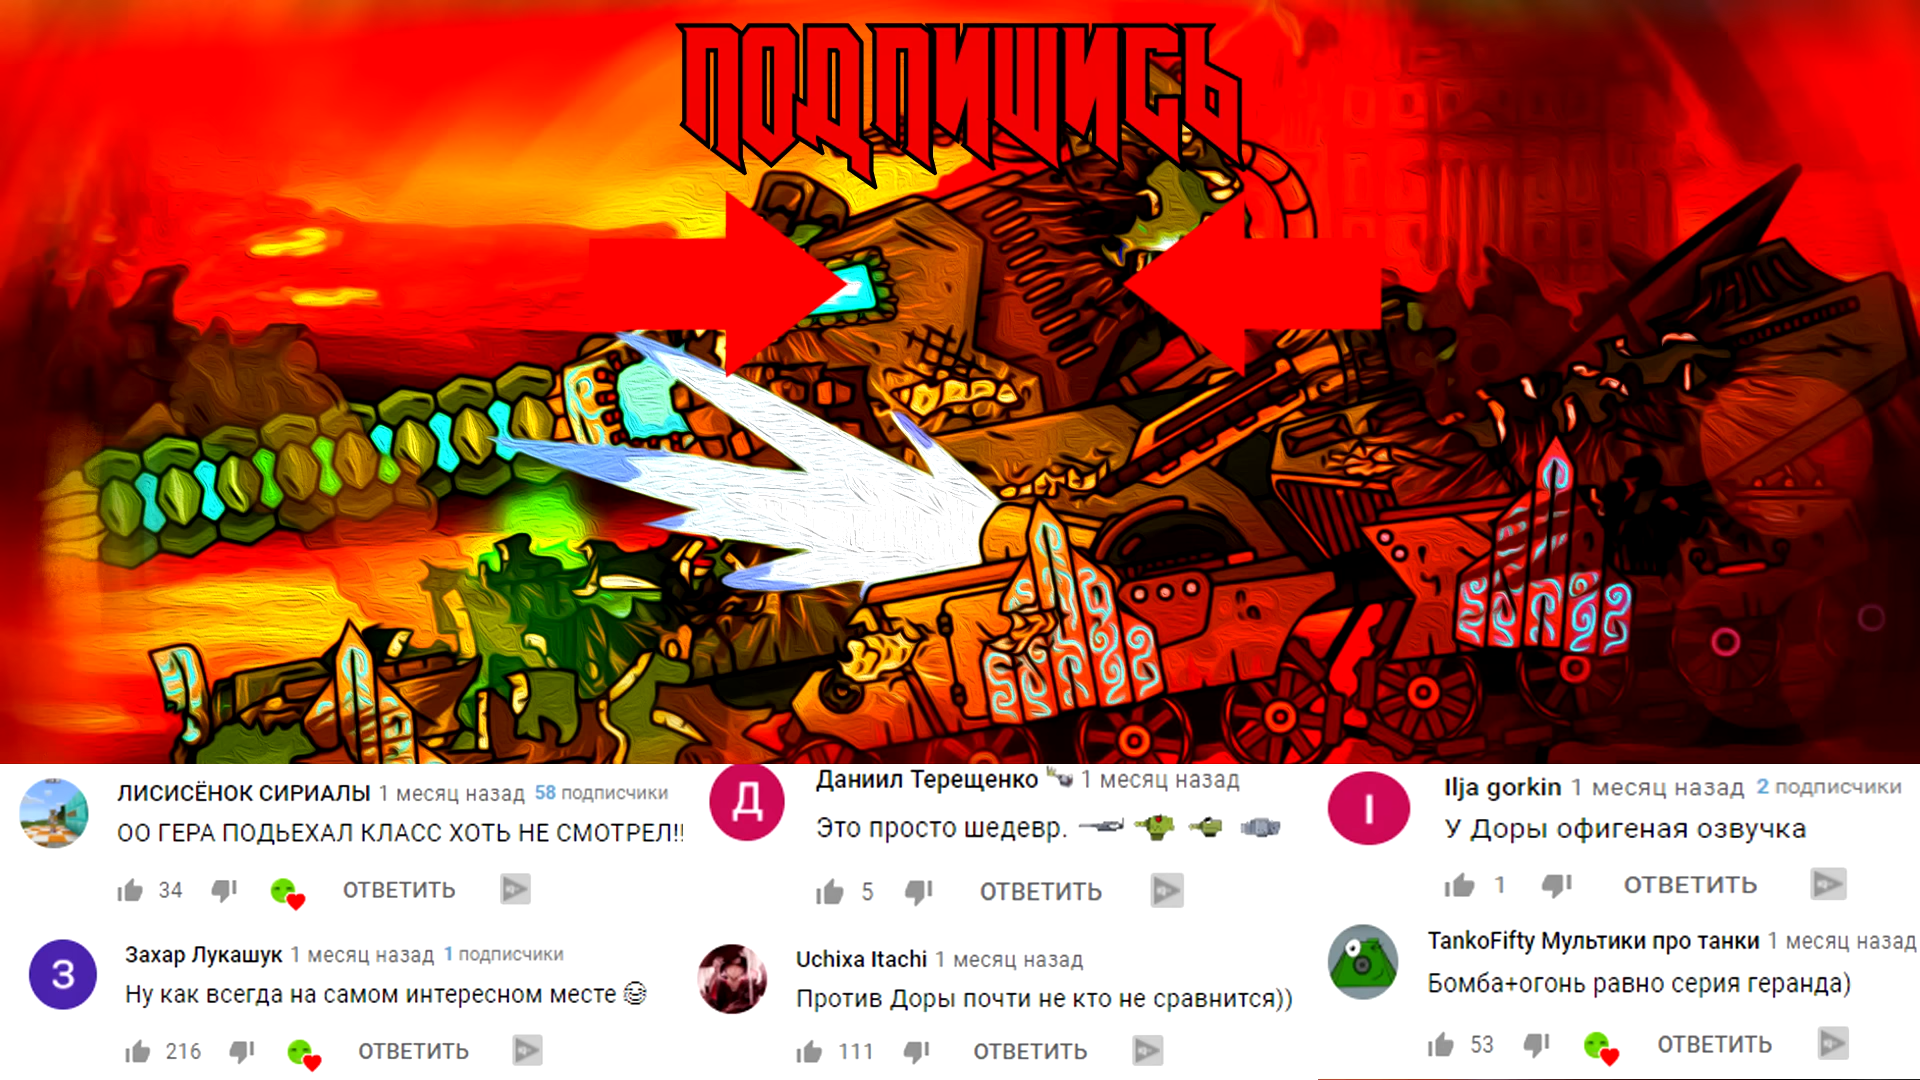 ПОДПИШИСЬ
ЛИСИСЁНОК СИРИАЛЫ 1 месяц назад 58 подписчики
ОО ГЕРА ПОДЬЕХАЛ КЛАСС ХОТЬ НЕ СМОТРЕЛ!!
34 ОТВЕТИТЬ
Даниил Терещенко 1 месяц назад
Это просто шедевр.
5 ОТВЕТИТЬ
Ilja gorkin 1 месяц назад 2 подписчики
У Доры офигеная озвучка
1 ОТВЕТИТЬ
Захар Лукашук 1 месяц назад 1 подписчики
Ну как всегда на самом интересном месте 😂
216 ОТВЕТИТЬ
Uchixa Itachi 1 месяц назад
Против Доры почти не кто не сравнится))
111 ОТВЕТИТЬ
TankoFifty Мультики про танки 1 месяц назад
Бомба+огонь равно серия геранда)
53 ОТВЕТИТЬ
Д
I
З